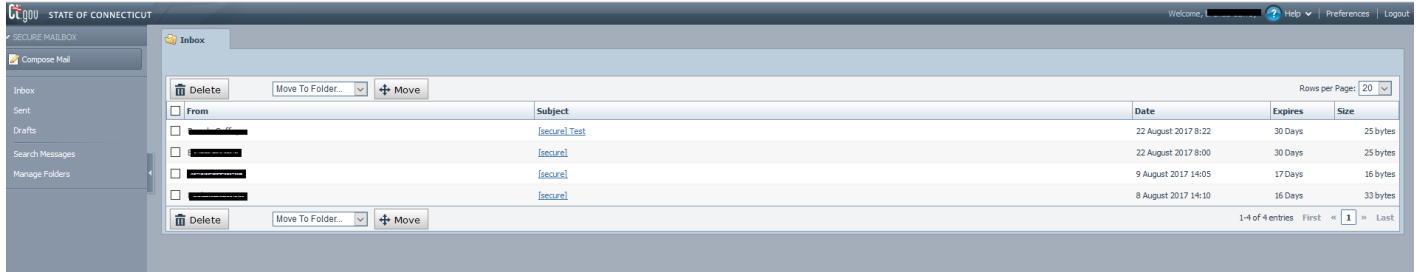 Ct.gov STATE OF CONNECTICUT Welcome, ? Help | Preferences | Logout
SECURE MAILBOX
Inbox
Compose Mail
Delete Move To Folder... Move Rows per Page: 20
Inbox
From Subject Date Expires Size
Sent
Drafts
[secure] Test 22 August 2017 8:22 30 Days 25 bytes
Search Messages
[secure] 22 August 2017 8:00 30 Days 25 bytes
Manage Folders
[secure] 9 August 2017 14:05 17 Days 16 bytes
[secure] 8 August 2017 14:10 16 Days 33 bytes
Delete Move To Folder... Move 1-4 of 4 entries First « 1 » Last